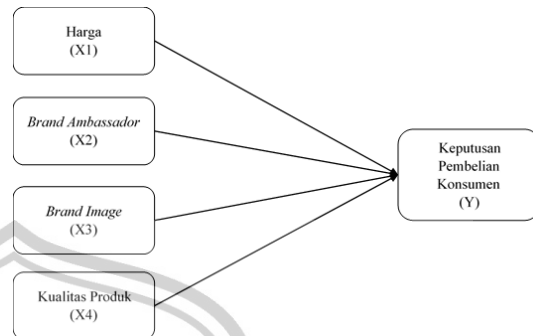 Harga
(X1)
Brand Ambassador
(X2)
Brand Image
(X3)
Kualitas Produk
(X4)
Keputusan
Pembelian
Konsumen
(Y)